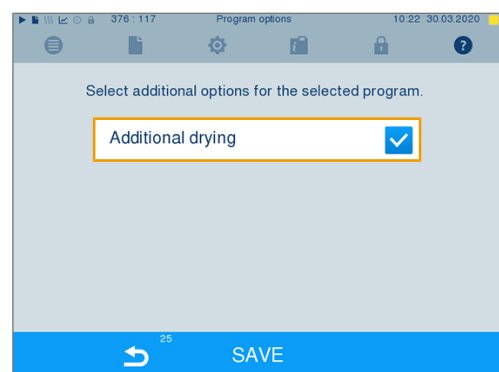 376 : 117 Program options 10:22 30.03.2020
?
Select additional options for the selected program.
Additional drying
25
SAVE